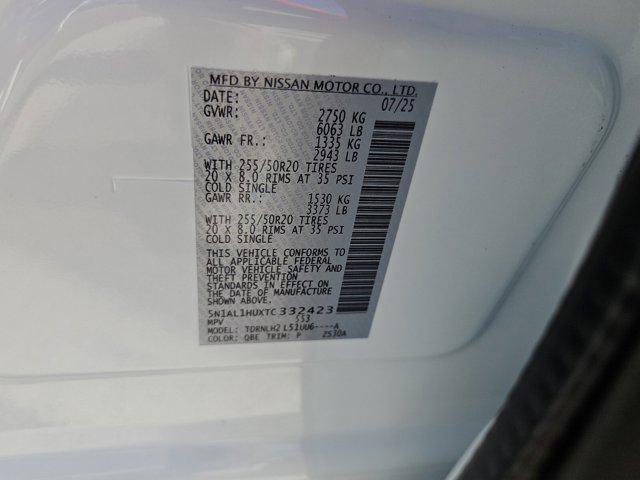 MFD BY NISSAN MOTOR CO., LTD.
DATE: 07/25
GVWR: 2750 KG
6063 LB
GAWR FR.: 1335 KG
2943 LB
WITH 255/50R20 TIRES
20 X 8.0 RIMS AT 35 PSI
COLD SINGLE
GAWR RR.: 1530 KG
3373 LB
WITH 255/50R20 TIRES
20 X 8.0 RIMS AT 35 PSI
COLD SINGLE
THIS VEHICLE CONFORMS TO
ALL APPLICABLE FEDERAL
MOTOR VEHICLE SAFETY AND
THEFT PREVENTION
STANDARDS IN EFFECT ON
THE DATE OF MANUFACTURE
SHOWN ABOVE.
5N1AL1HUXTC332423
MPV 553
MODEL: TDRNLH2 L51UU6----A
COLOR: QBE TRIM: P 2530A